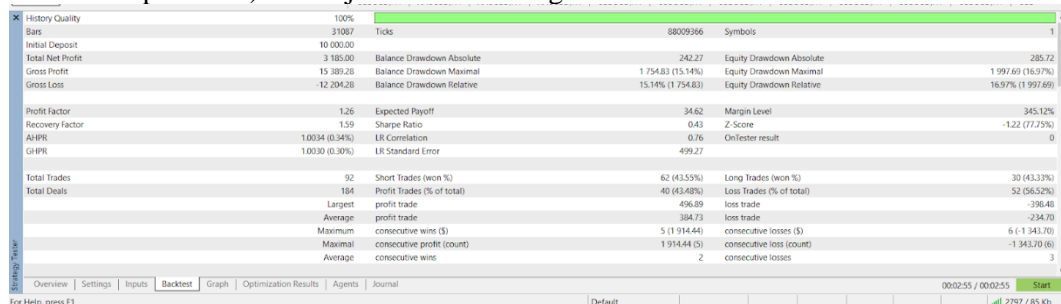 History Quality 100%
Bars 31087 Ticks 88009366 Symbols 1
Initial Deposit 10 000.00
Total Net Profit 3 185.00 Balance Drawdown Absolute 242.27 Equity Drawdown Absolute 285.72
Gross Profit 15 389.28 Balance Drawdown Maximal 1 754.83 (15.14%) Equity Drawdown Maximal 1 997.69 (16.97%)
Gross Loss -12 204.28 Balance Drawdown Relative 15.14% (1 754.83) Equity Drawdown Relative 16.97% (1 997.69)
Profit Factor 1.26 Expected Payoff 34.62 Margin Level 345.12%
Recovery Factor 1.59 Sharpe Ratio 0.43 Z-Score -1.22 (77.75%)
AHPR 1.0034 (0.34%) LR Correlation 0.76 OnTester result 0
GHPR 1.0030 (0.30%) LR Standard Error 499.27
Total Trades 92 Short Trades (won %) 62 (43.55%) Long Trades (won %) 30 (43.33%)
Total Deals 184 Profit Trades (% of total) 40 (43.48%) Loss Trades (% of total) 52 (56.52%)
Largest profit trade 496.89 loss trade -398.48
Average profit trade 384.73 loss trade -234.70
Maximum consecutive wins ($) 5 (1 914.44) consecutive losses ($) 6 (-1 343.70)
Maximal consecutive profit (count) 1 914.44 (5) consecutive loss (count) -1 343.70 (6)
Average consecutive wins 2 consecutive losses 3
Strategy Tester
Overview | Settings | Inputs | Backtest | Graph | Optimization Results | Agents | Journal 00:02:55 / 00:02:55 Start
For Help, press F1 Default 2797 / 85 Kb